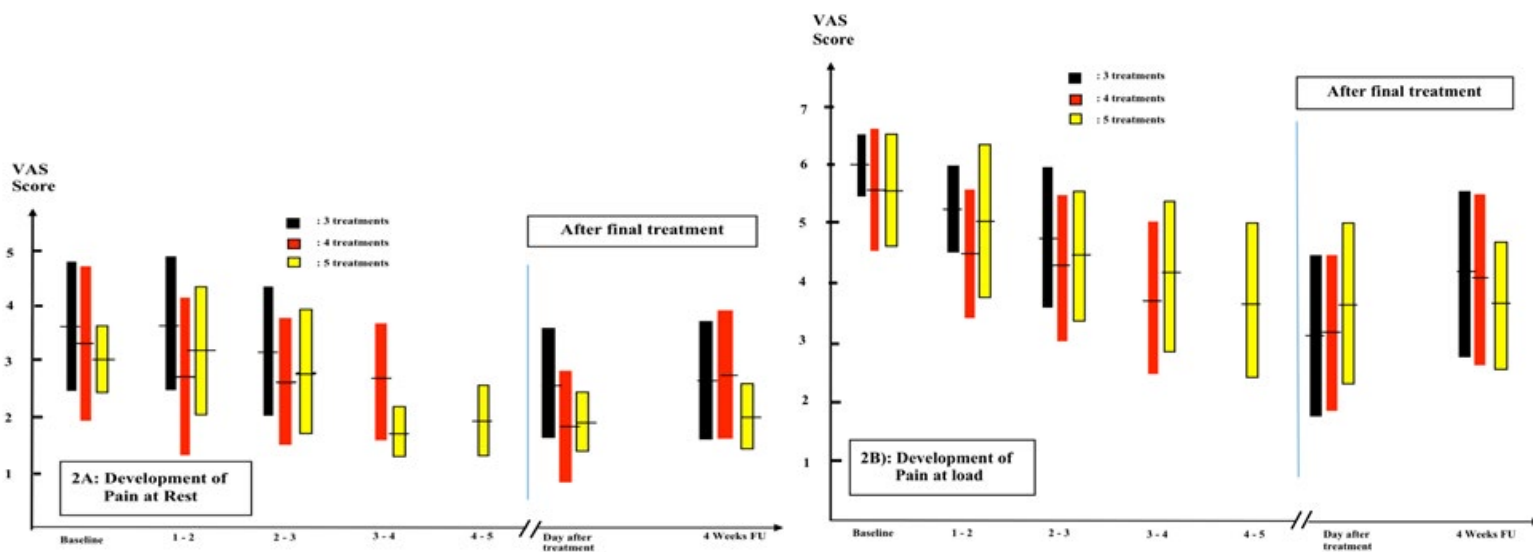 VAS
Score
: 3 treatments
: 4 treatments
: 5 treatments
After final treatment
5
4
3
2
1
2A: Development of
Pain at Rest
Baseline
1 - 2
2 - 3
3 - 4
4 - 5
Day after
treatment
4 Weeks FU
VAS
Score
: 3 treatments
: 4 treatments
: 5 treatments
After final treatment
7
6
5
4
3
2
1
2B): Development of
Pain at load
Baseline
1 - 2
2 - 3
3 - 4
4 - 5
Day after
treatment
4 Weeks FU